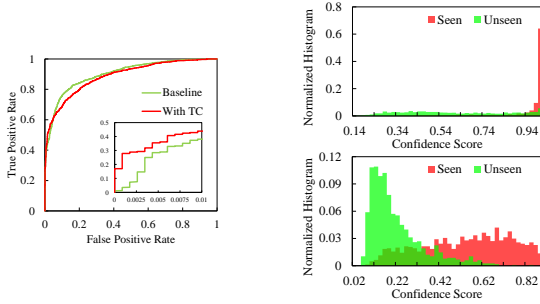 1
0.8
0.6
0.4
0.2
0
True Positive Rate
Baseline
With TC
0.5
0.4
0.3
0.2
0.1
0
0 0.0025 0.005 0.0075 0.01
0 0.2 0.4 0.6 0.8 1
False Positive Rate
0.8
0.6
0.4
0.2
0
Normalized Histogram
Seen Unseen
0.14 0.34 0.54 0.74 0.94
Confidence Score
0.12
0.09
0.06
0.03
0
Normalized Histogram
Seen Unseen
0.02 0.22 0.42 0.62 0.82
Confidence Score